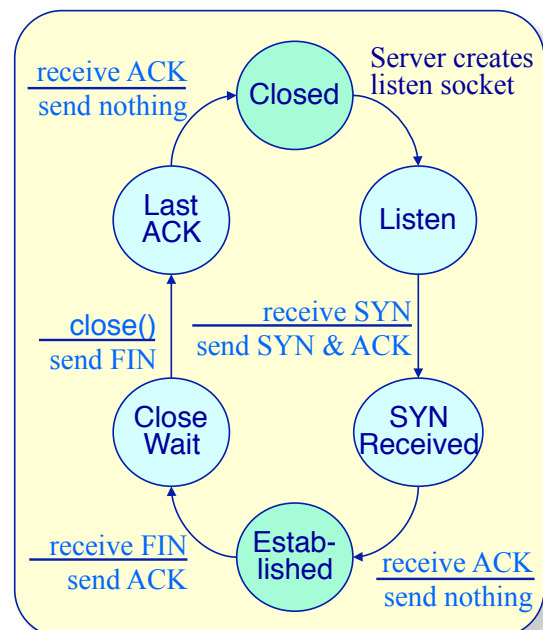 receive ACK
send nothing
Closed
Server creates
listen socket
Last
ACK
Listen
close()
send FIN
receive SYN
send SYN & ACK
Close
Wait
SYN
Received
receive FIN
send ACK
Estab-
lished
receive ACK
send nothing